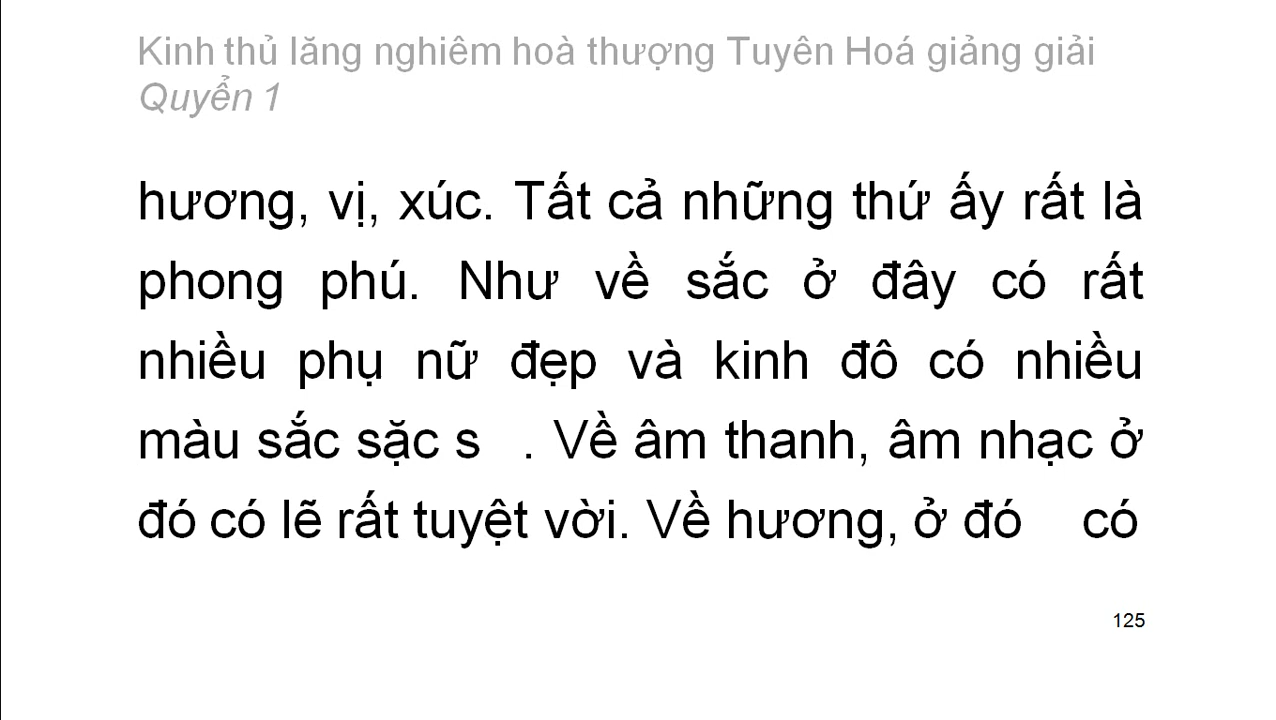 Kinh thủ lăng nghiêm hoà thượng Tuyên Hoá giảng giải
Quyển 1
hương, vị, xúc. Tất cả những thứ ấy rất là
phong phú. Như về sắc ở đây có rất
nhiều phụ nữ đẹp và kinh đô có nhiều
màu sắc sặc s . Về âm thanh, âm nhạc ở
đó có lẽ rất tuyệt vời. Về hương, ở đó có
125